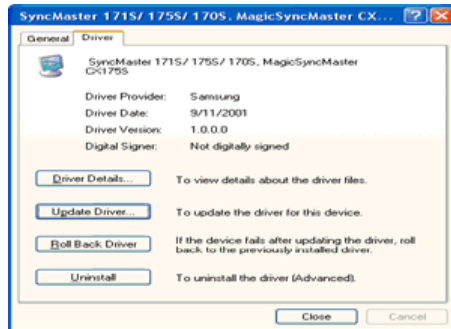 SyncMaster 171S/ 175S/ 170S, MagicSyncMaster CX...
General
Driver
SyncMaster 171S/ 175S/ 170S, MagicSyncMaster
CX175S
Driver Provider: Samsung
Driver Date: 9/11/2001
Driver Version: 1.0.0.0
Digital Signer: Not digitally signed
Driver Details... To view details about the driver files.
Update Driver... To update the driver for this device.
Roll Back Driver If the device fails after updating the driver, roll
back to the previously installed driver.
Uninstall To uninstall the driver (Advanced).
Close Cancel